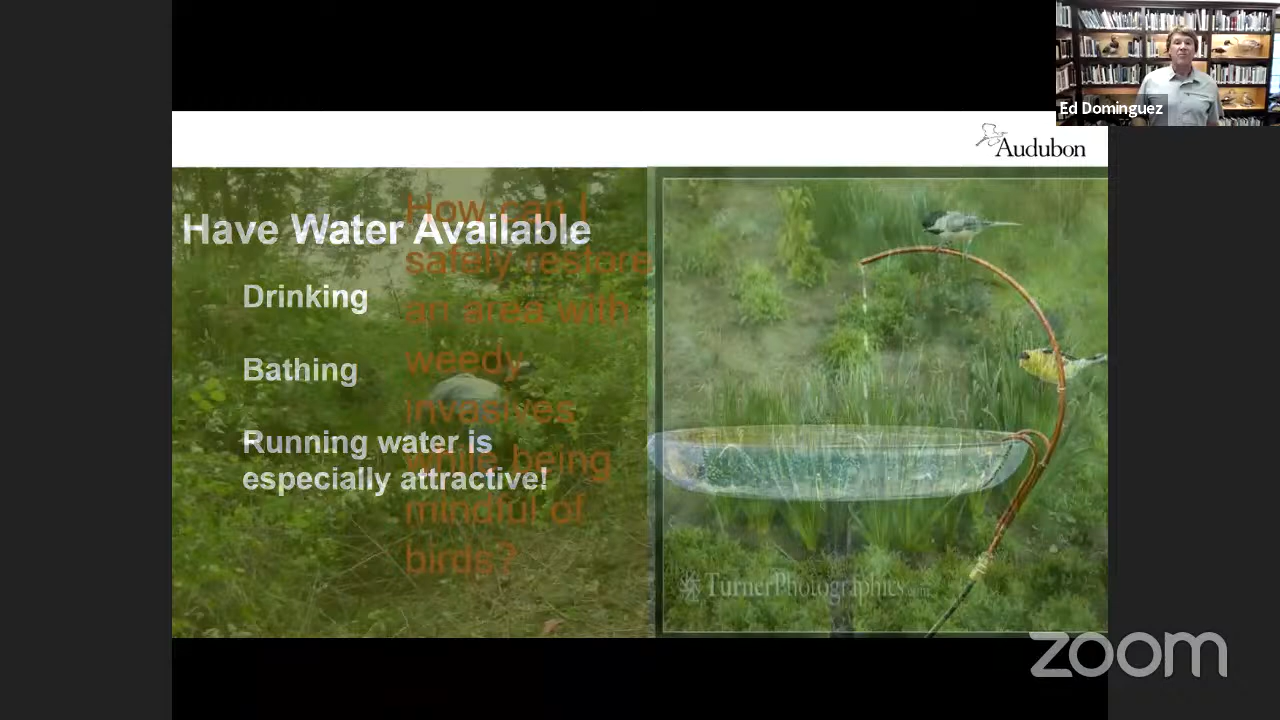 Ed Dominguez
Audubon
Have Water Available
Drinking
Bathing
Running water is
especially attractive!
How can I
safely restore
an area with
weedy
invasives
while being
mindful of
birds?
TurnerPhotographics.com
zoom